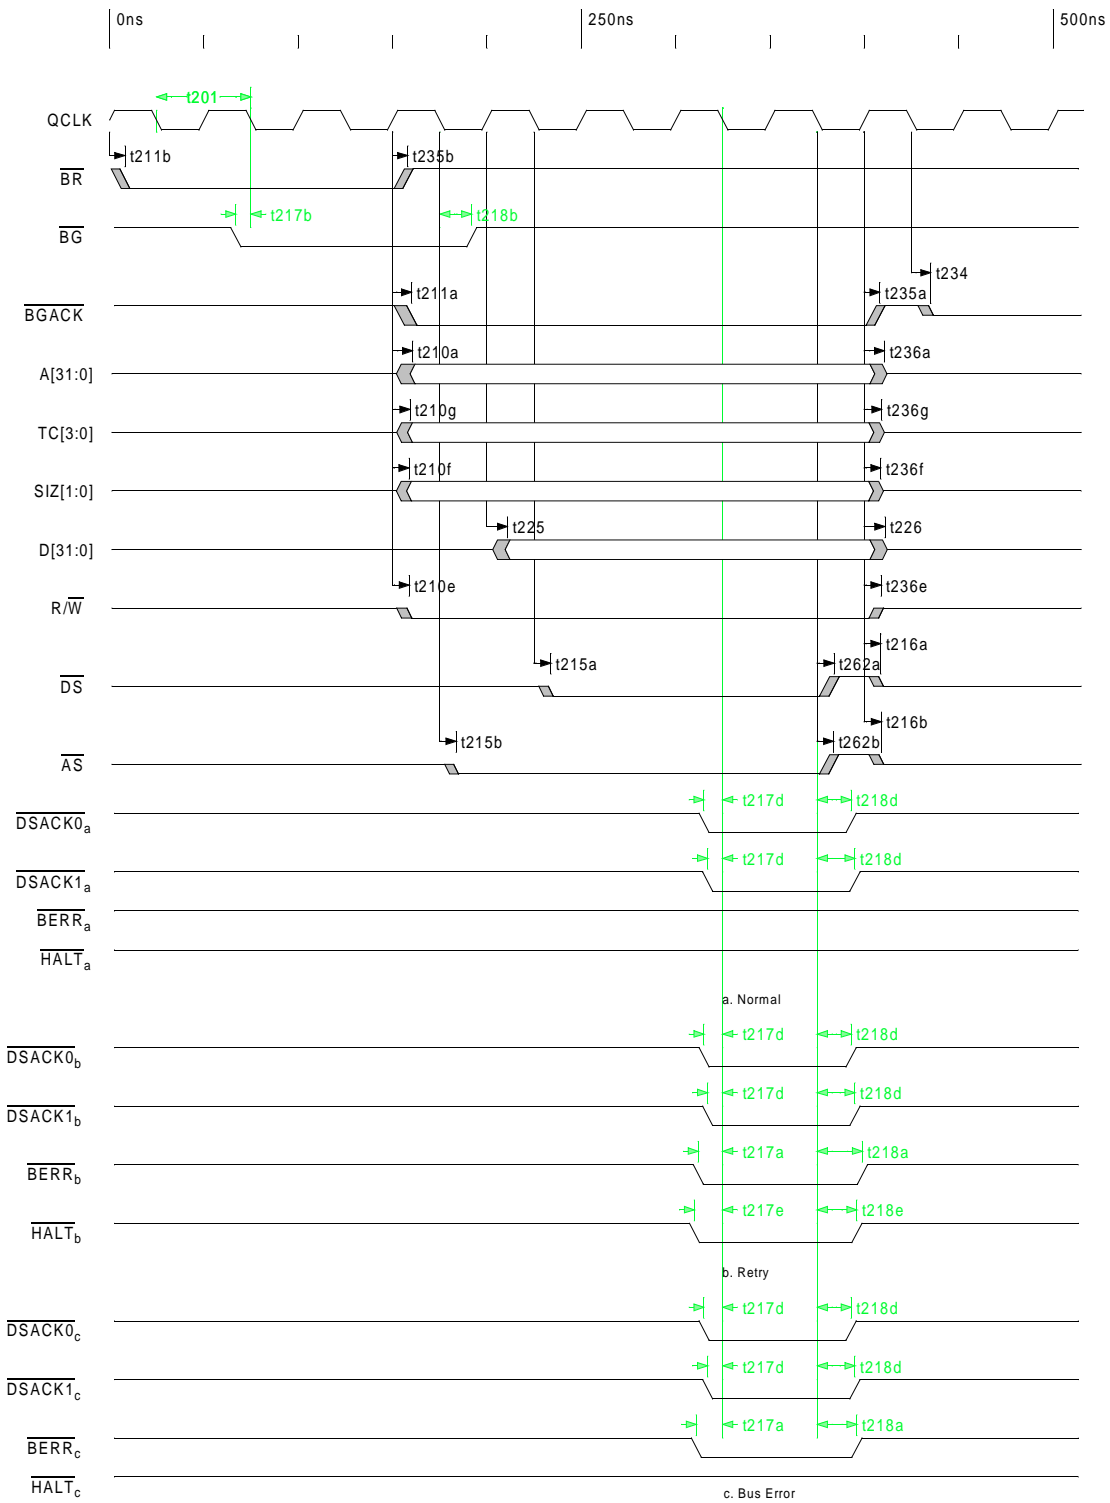 0ns 250ns 500ns
t201
QCLK
t211b t235b
BR
t217b t218b
BG
t234
t211a t235a
BGACK
t210a t236a
A[31:0]
t210g t236g
TC[3:0]
t210f t236f
SIZ[1:0]
t225 t226
D[31:0]
t210e t236e
R/W
t216a
t215a t262a
DS
t216b
t215b t262b
AS
t217d t218d
DSACK0a
t217d t218d
DSACK1a
BERRa
HALTa
a. Normal
t217d t218d
DSACK0b
t217d t218d
DSACK1b
t217a t218a
BERRb
t217e t218e
HALTb
b. Retry
t217d t218d
DSACK0c
t217d t218d
DSACK1c
t217a t218a
BERRc
HALTc
c. Bus Error